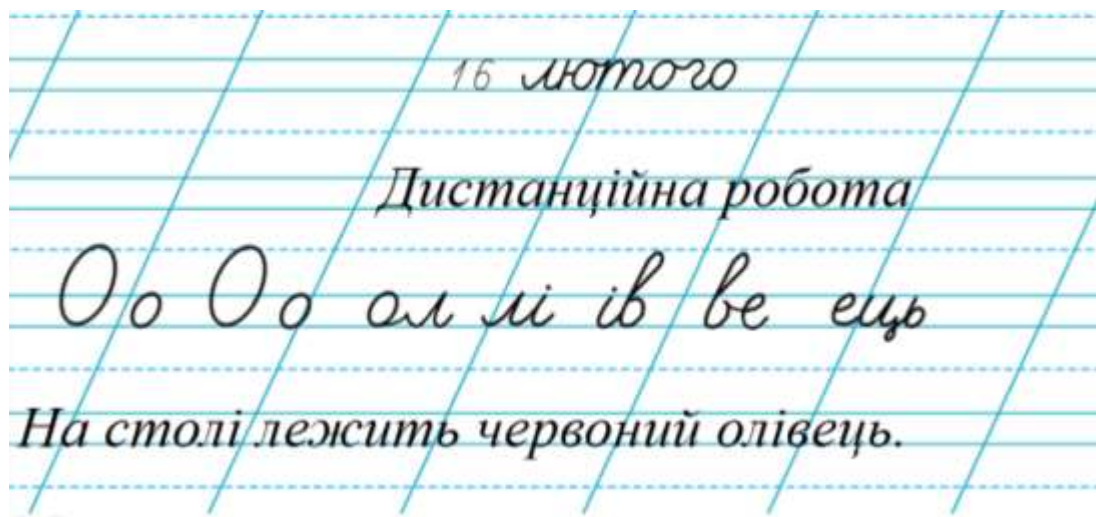 16 лютого
Дистанційна робота
Оо Оо ол лі ів ве ець
На столі лежить червоний олівець.